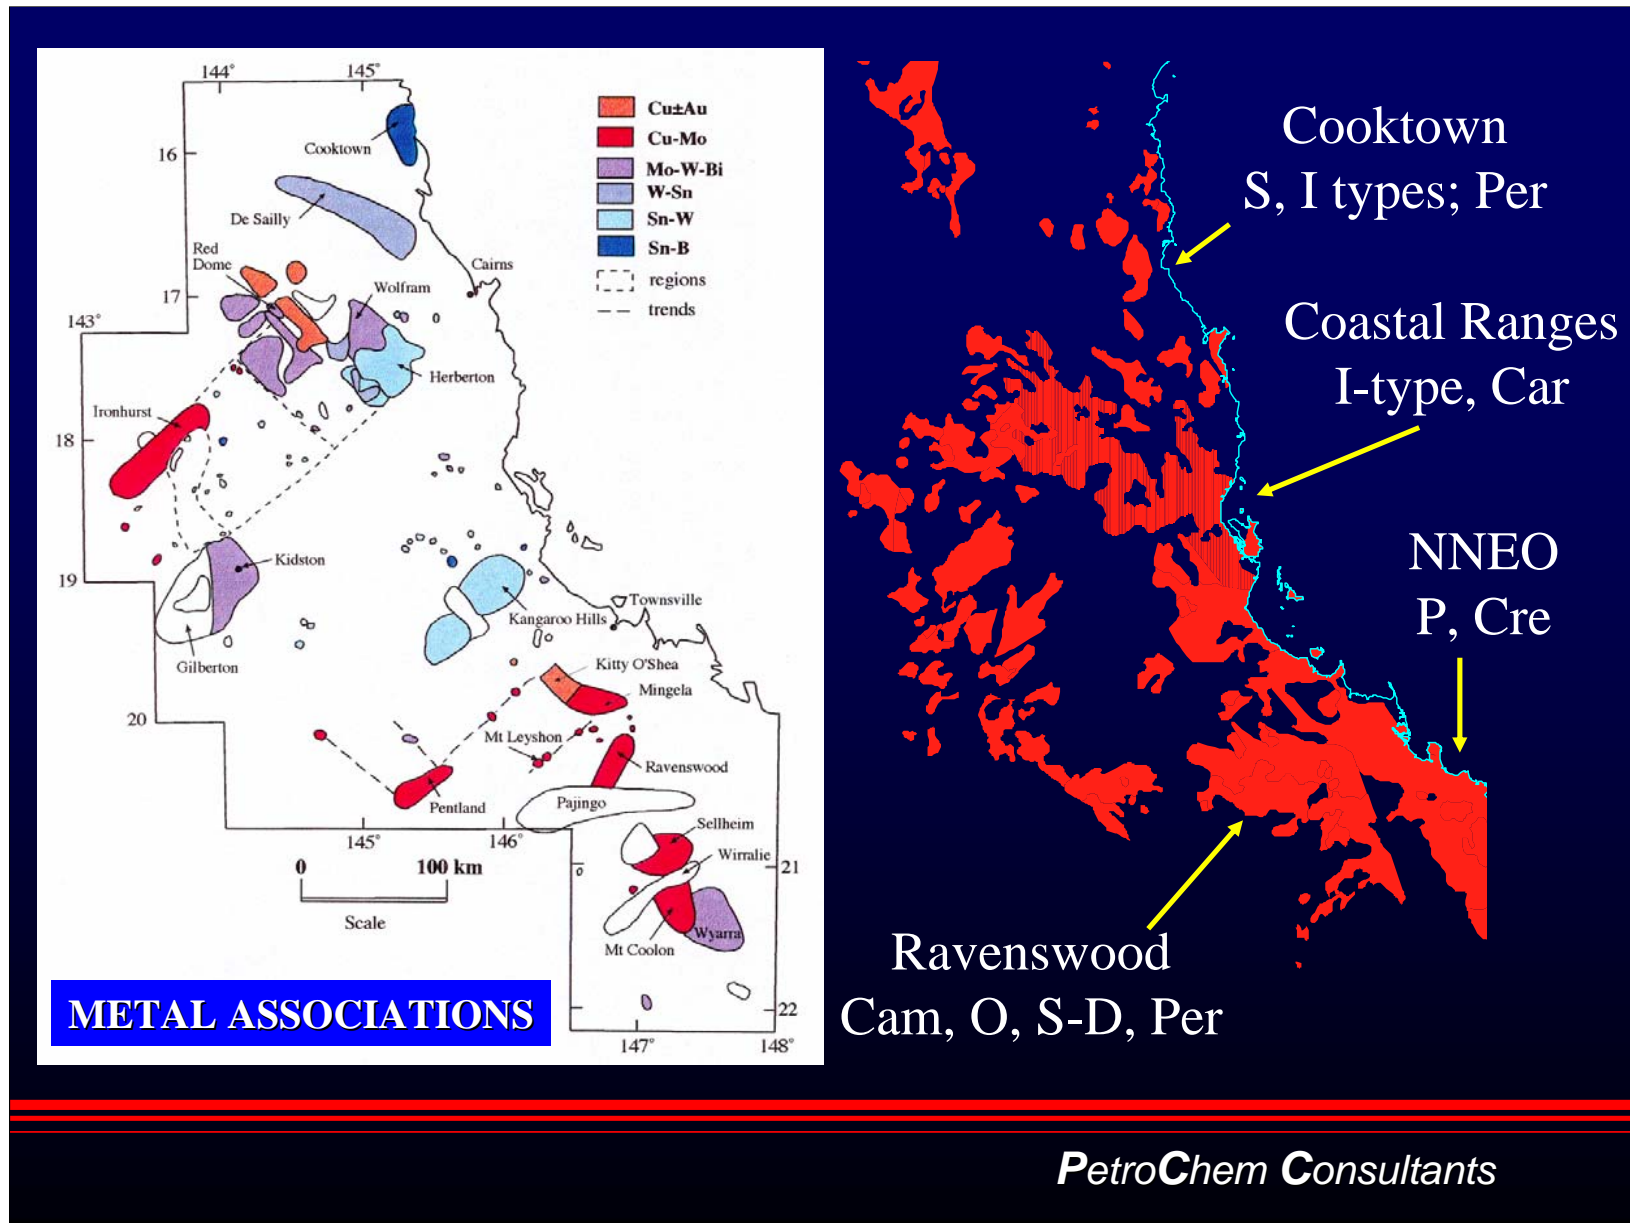 144°
145°
Cu±Au
Cu-Mo
Mo-W-Bi
W-Sn
Sn-W
Sn-B
regions
trends
16
Cooktown
De Sailly
Red
Dome
Cairns
17
Wolfram
143°
Herberton
Ironhurst
18
19
Kidston
Townsville
Kangaroo Hills
Gilberton
Kitty O'Shea
Mingela
20
Mt Leyshon
Ravenswood
Pentland
Pajingo
Sellheim
145°
146°
Wirralie
21
0
100 km
Scale
Wyarra
Mt Coolon
22
147°
148°
METAL ASSOCIATIONS
Cooktown
S, I types; Per
Coastal Ranges
I-type, Car
NNEO
P, Cre
Ravenswood
Cam, O, S-D, Per
PetroChem Consultants